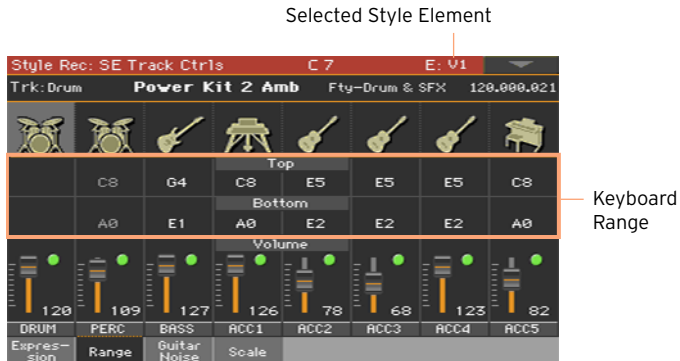 Selected Style Element
Style Rec: SE Track Ctrls C 7 E: V1
Trk:Drum Power Kit 2 Amb Fty-Drum & SFX 120.000.021
Top
C8 G4 C8 E5 E5 E5 C8
Bottom
A0 E1 A0 E2 E2 E2 A0
Keyboard
Range
Volume
120 109 127 126 78 68 123 82
DRUM PERC BASS ACC1 ACC2 ACC3 ACC4 ACC5
Expres-
sion
Range
Guitar
Noise
Scale